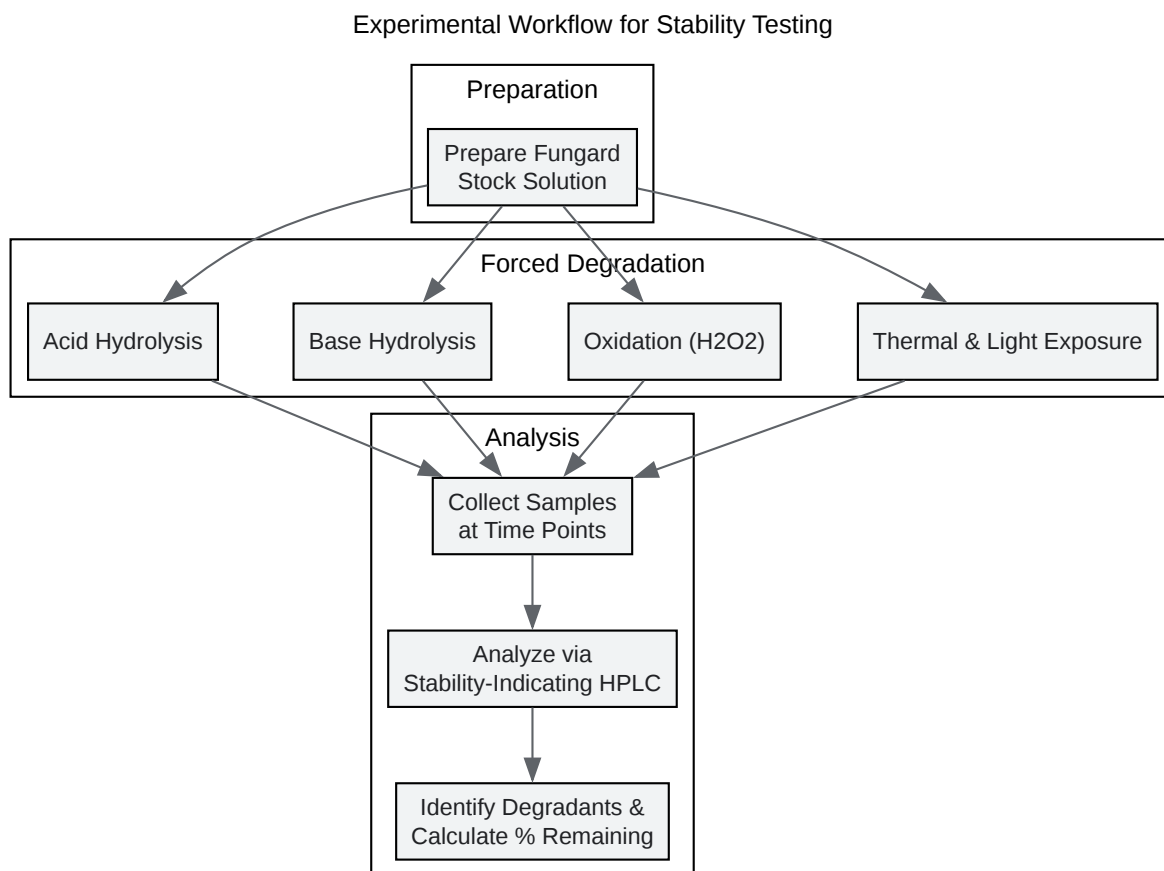 Experimental Workflow for Stability Testing
Preparation
Prepare Fungard
Stock Solution
Forced Degradation
Acid Hydrolysis
Base Hydrolysis
Oxidation (H2O2)
Thermal & Light Exposure
Analysis
Collect Samples
at Time Points
Analyze via
Stability-Indicating HPLC
Identify Degradants &
Calculate % Remaining